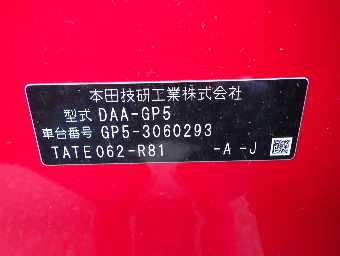 本田技研工業株式会社
型式 DAA-GP5
車台番号 GP5-3060293
TATE062-R81 -A -J